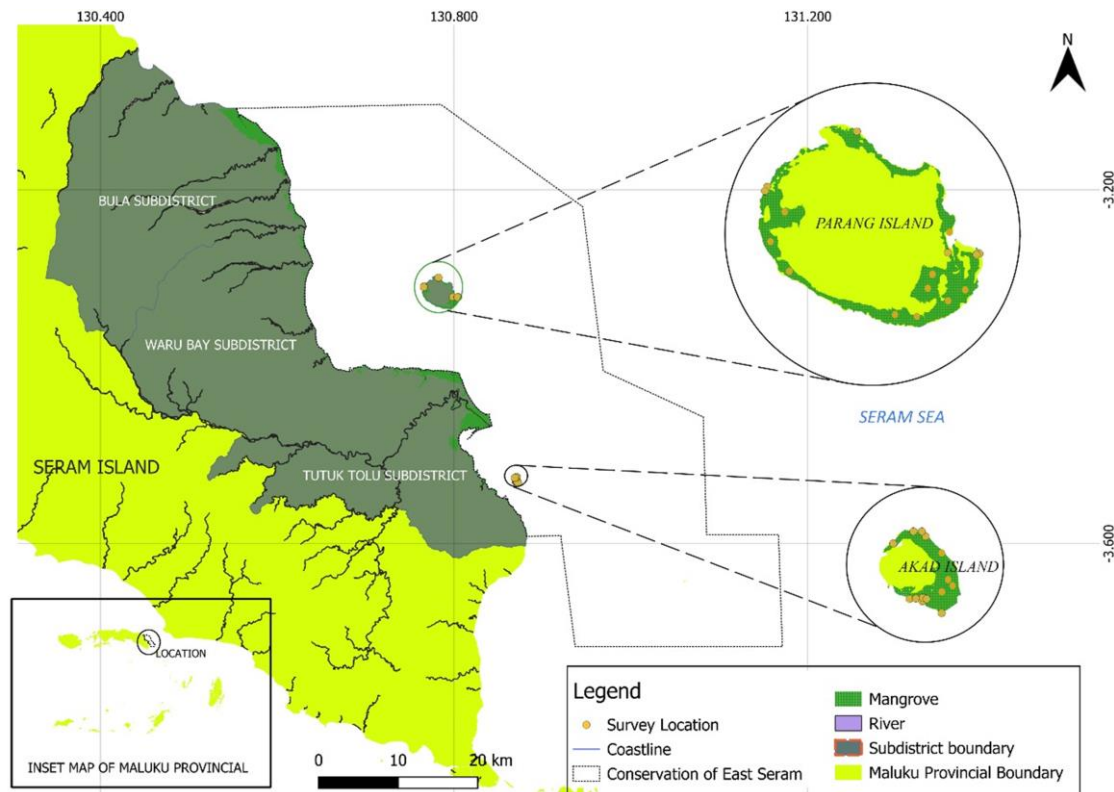 130.400 130.800 131.200
N
-3.200
BULA SUBDISTRICT
PARANG ISLAND
WARU BAY SUBDISTRICT
SERAM SEA
SERAM ISLAND
TUTUK TOLU SUBDISTRICT
-3.600
AKAD ISLAND
LOCATION
INSET MAP OF MALUKU PROVINCIAL
0 10 20 km
Legend
Survey Location
Coastline
Conservation of East Seram
Mangrove
River
Subdistrict boundary
Maluku Provincial Boundary